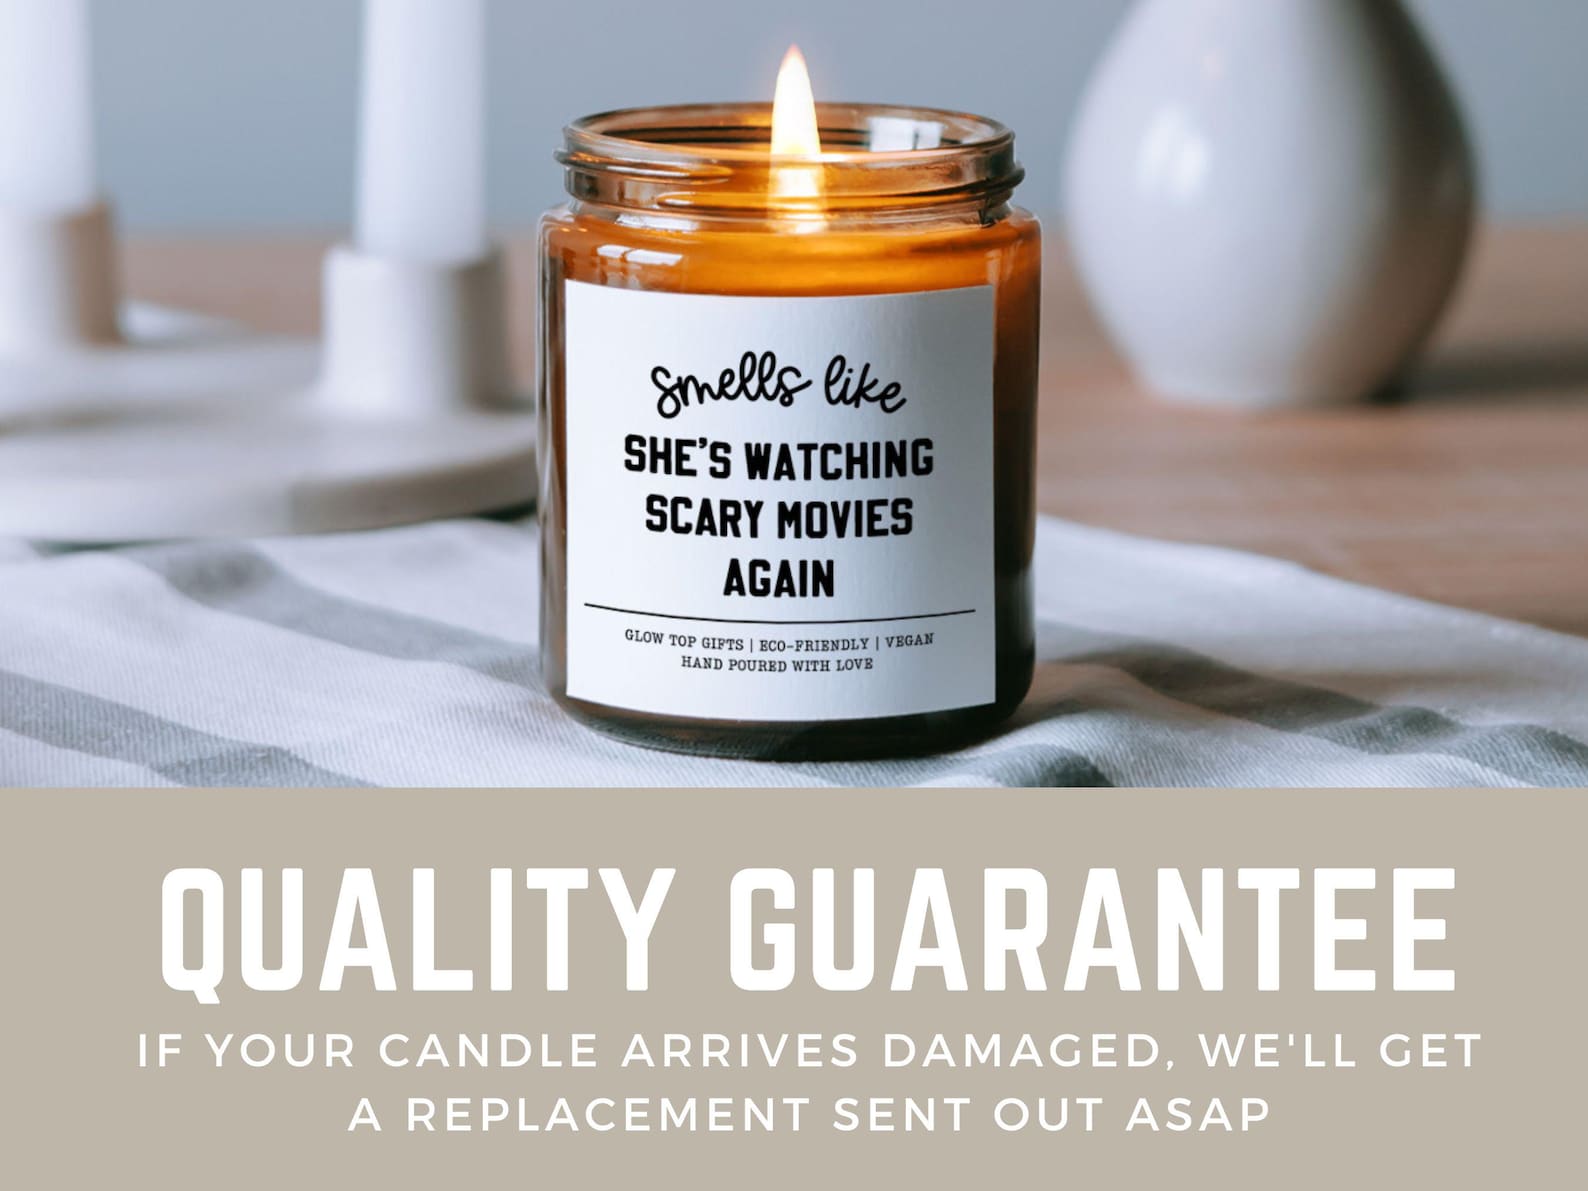 smells like
SHE'S WATCHING
SCARY MOVIES
AGAIN
GLOW TOP GIFTS | ECO-FRIENDLY | VEGAN
HAND POURED WITH LOVE
QUALITY GUARANTEE
IF YOUR CANDLE ARRIVES DAMAGED, WE'LL GET
A REPLACEMENT SENT OUT ASAP